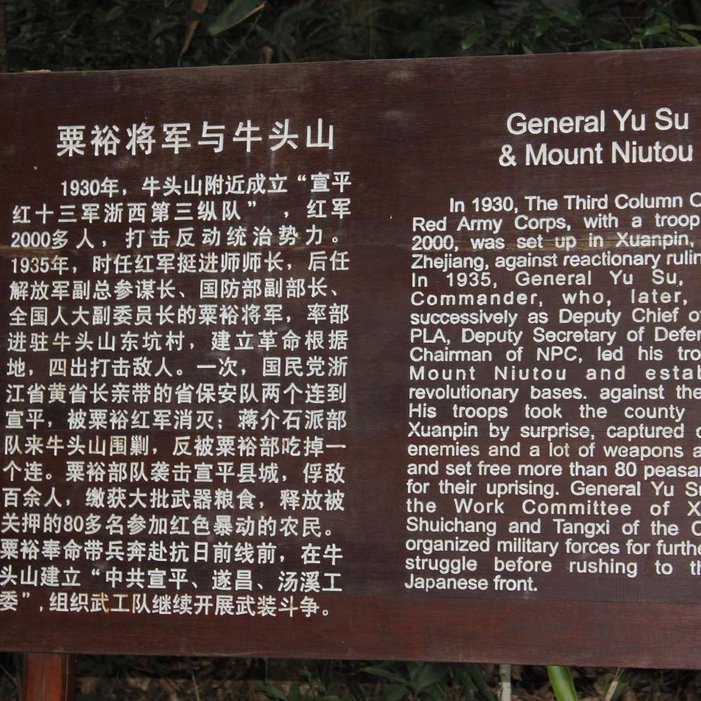 粟裕将军与牛头山
1930年，牛头山附近成立“宣平
红十三军浙西第三纵队”，红军
2000多人，打击反动统治势力。
1935年，时任红军挺进师师长，后任
解放军副总参谋长、国防部副部长、
全国人大副委员长的粟裕将军，率部
进驻牛头山东坑村，建立革命根据
地，四出打击敌人。一次，国民党浙
江省黄省长亲带的省保安队两个连到
宣平，被粟裕红军消灭；蒋介石派部
队来牛头山围剿，反被粟裕部吃掉一
个连。粟裕部队袭击宣平县城，俘敌
百余人，缴获大批武器粮食，释放被
关押的80多名参加红色暴动的农民。
粟裕奉命带兵奔赴抗日前线前，在牛
头山建立“中共宣平、遂昌、汤溪工
委”,组织武工队继续开展武装斗争。
General Yu Su
& Mount Niutou
In 1930, The Third Column
Red Army Corps, with a troop
2000, was set up in Xuanpin,
Zhejiang, against reactionary rulin
In 1935, General Yu Su,
Commander, who, later,
successively as Deputy Chief of
PLA, Deputy Secretary of Defen
Chairman of NPC, led his tro
Mount Niutou and estab
revolutionary bases. against the
His troops took the county
Xuanpin by surprise, captured
enemies and a lot of weapons a
and set free more than 80 peasan
for their uprising. General Yu Su
the Work Committee of X
Shuichang and Tangxi of the C
organized military forces for furthe
struggle before rushing to th
Japanese front.